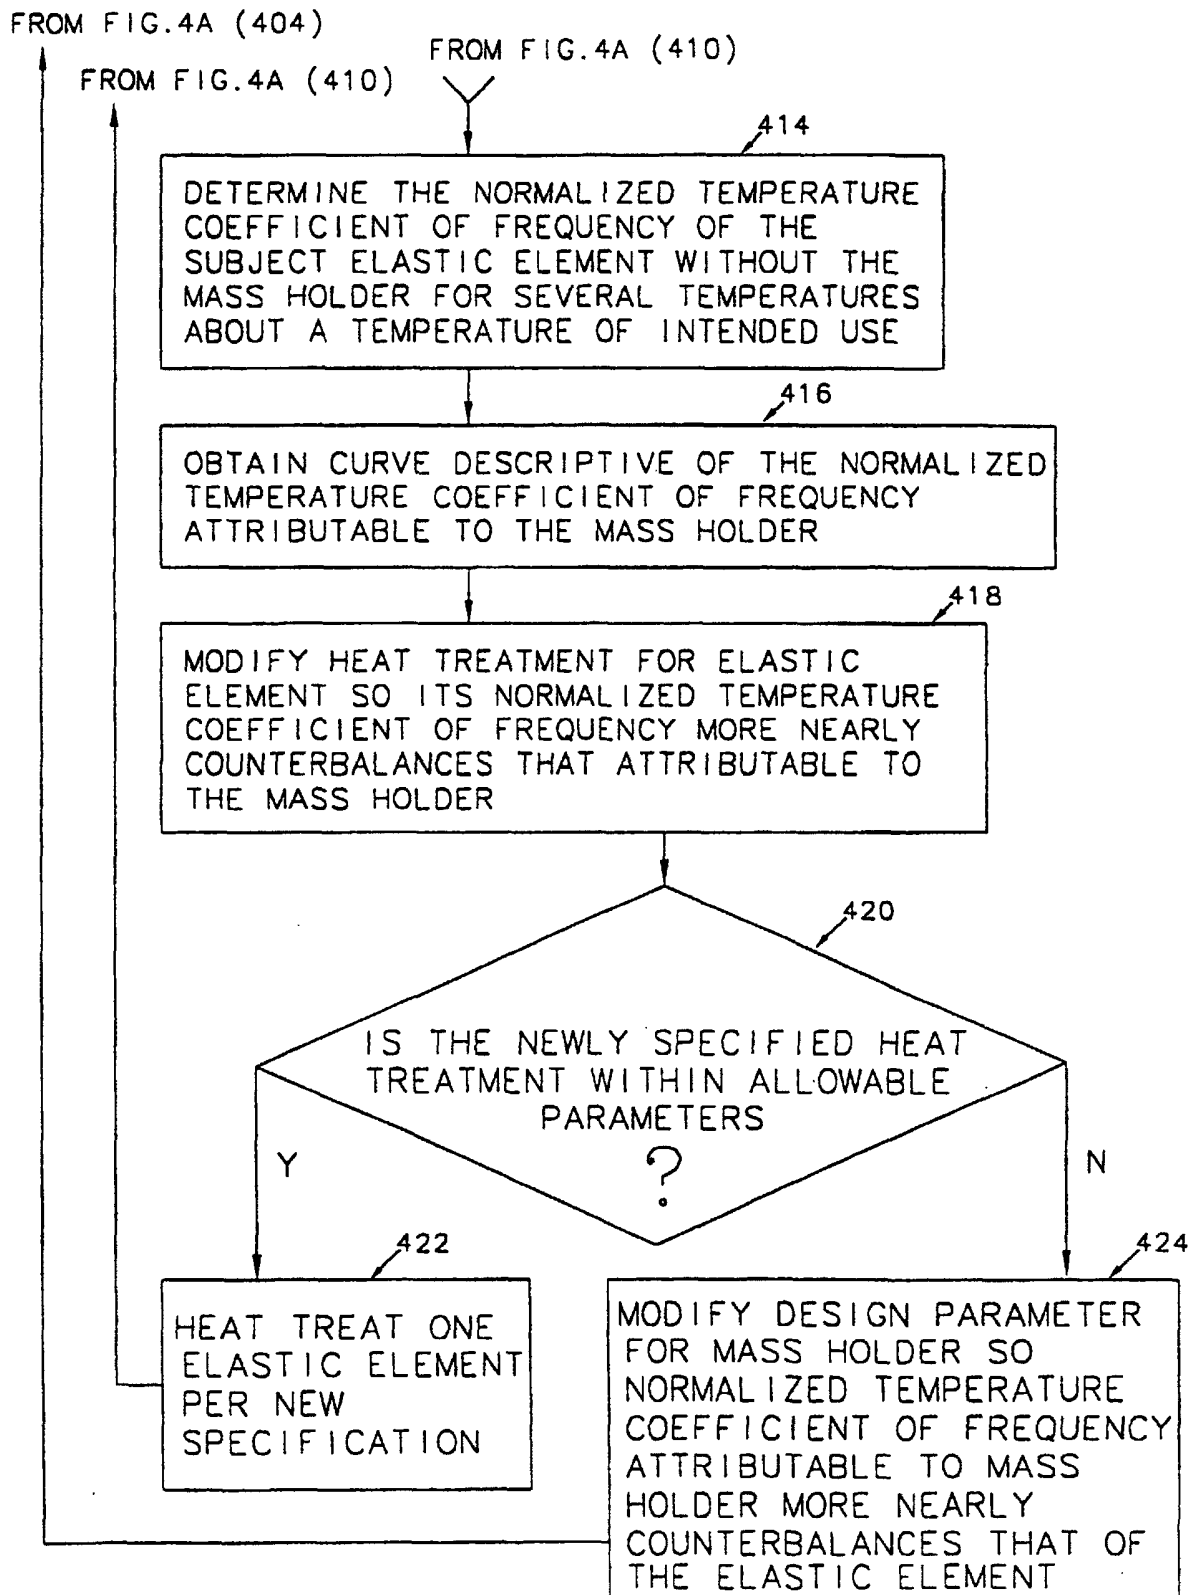 FROM FIG.4A (404)
FROM FIG.4A (410)
FROM FIG.4A (410)
414
DETERMINE THE NORMALIZED TEMPERATURE
COEFFICIENT OF FREQUENCY OF THE
SUBJECT ELASTIC ELEMENT WITHOUT THE
MASS HOLDER FOR SEVERAL TEMPERATURES
ABOUT A TEMPERATURE OF INTENDED USE
416
OBTAIN CURVE DESCRIPTIVE OF THE NORMALIZED
TEMPERATURE COEFFICIENT OF FREQUENCY
ATTRIBUTABLE TO THE MASS HOLDER
418
MODIFY HEAT TREATMENT FOR ELASTIC
ELEMENT SO ITS NORMALIZED TEMPERATURE
COEFFICIENT OF FREQUENCY MORE NEARLY
COUNTERBALANCES THAT ATTRIBUTABLE TO
THE MASS HOLDER
420
IS THE NEWLY SPECIFIED HEAT
TREATMENT WITHIN ALLOWABLE
PARAMETERS
?
Y
N
422
HEAT TREAT ONE
ELASTIC ELEMENT
PER NEW
SPECIFICATION
424
MODIFY DESIGN PARAMETER
FOR MASS HOLDER SO
NORMALIZED TEMPERATURE
COEFFICIENT OF FREQUENCY
ATTRIBUTABLE TO MASS
HOLDER MORE NEARLY
COUNTERBALANCES THAT OF
THE ELASTIC ELEMENT